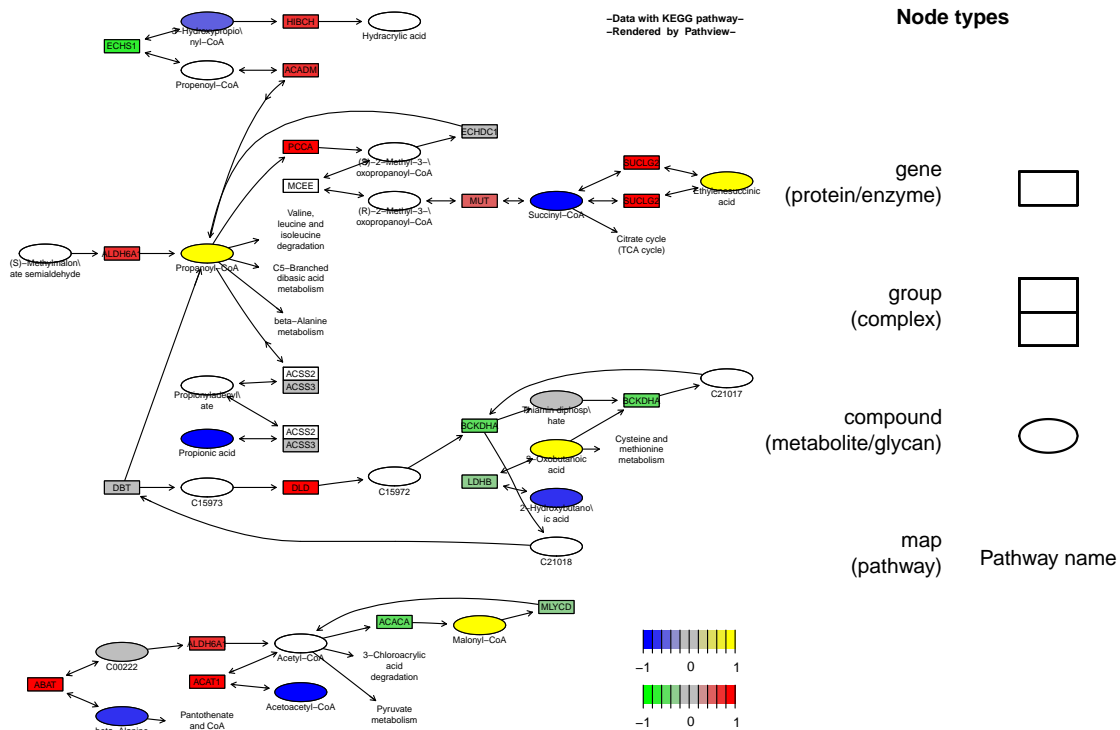 3−Hydroxypropio\
nyl−CoA
HIBCH
Hydracrylic acid
−Data with KEGG pathway−
−Rendered by Pathview−
Node types
ECHS1
Propenoyl−CoA
ACADM
ECHDC1
PCCA
(S)−2−Methyl−3−\
oxopropanoyl−CoA
MCEE
(R)−2−Methyl−3−\
oxopropanoyl−CoA
MUT
Succinyl−CoA
SUCLG2
SUCLG2
Ethylenesuccinic
acid
gene
(protein/enzyme)
Valine,
leucine and
isoleucine
degradation
Citrate cycle
(TCA cycle)
(S)−Methylmalon\
ate semialdehyde
ALDH6A1
Propanoyl−CoA
C5−Branched
dibasic acid
metabolism
beta−Alanine
metabolism
group
(complex)
ACSS2
ACSS3
Propionyladenyl\
ate
ACSS2
ACSS3
Propionic acid
C21017
Thiamin diphosp\
hate
BCKDHA
BCKDHA
2−Oxobutanoic
acid
Cysteine and
methionine
metabolism
compound
(metabolite/glycan)
LDHB
2−Hydroxybutano\
ic acid
DBT
C15973
DLD
C15972
C21018
map
(pathway)
Pathway name
MLYCD
ACACA
Malonyl−CoA
C00222
ALDH6A1
Acetyl−CoA
3−Chloroacrylic
acid
degradation
ABAT
ACAT1
Acetoacetyl−CoA
Pyruvate
metabolism
beta−Alanine
Pantothenate
and CoA
−1
0
1
−1
0
1